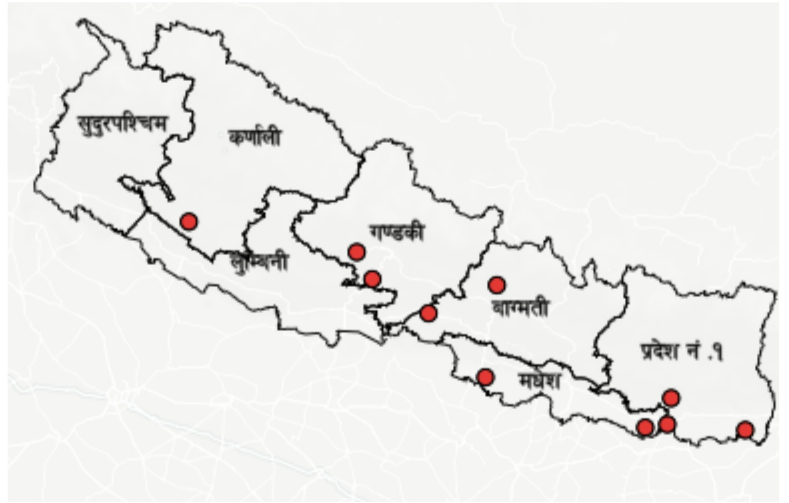 सुदुरपश्चिम
कर्णाली
गण्डकी
लुम्बिनी
बाग्मती
प्रदेश नं .१
मधेश